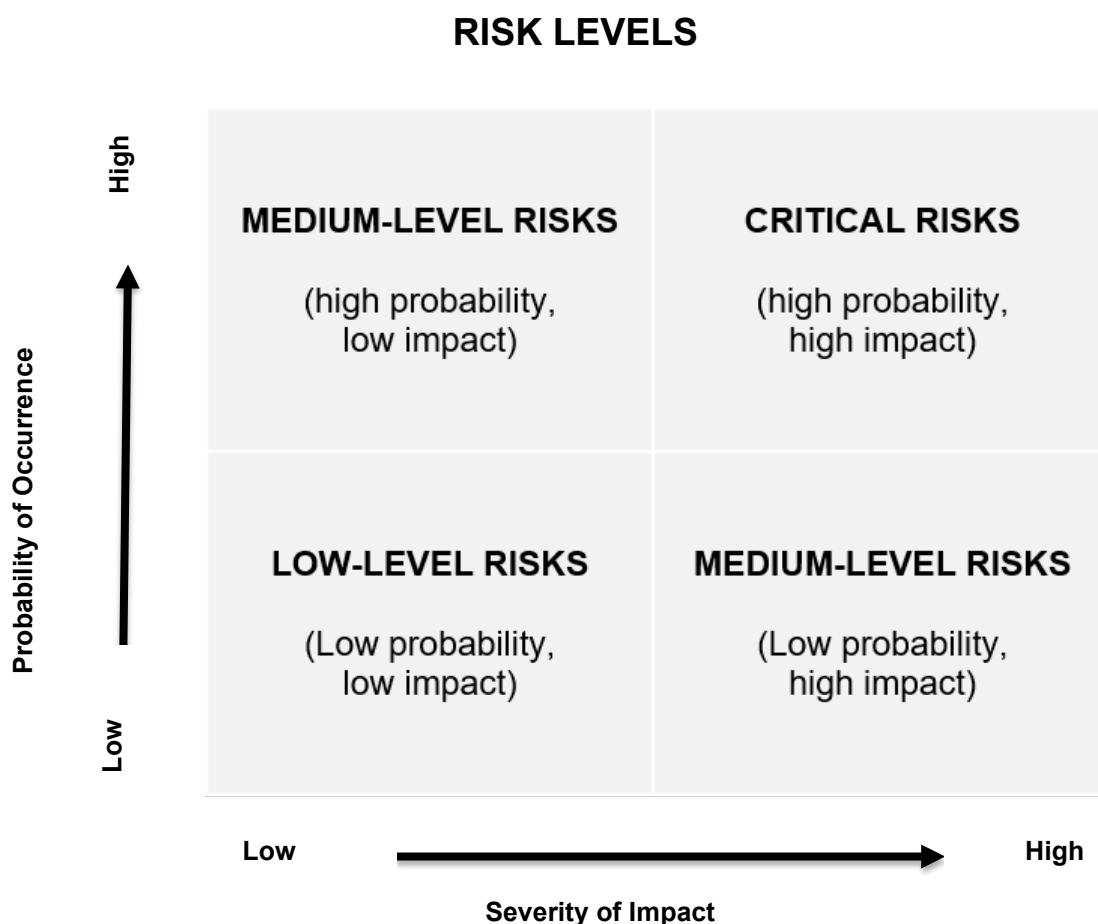 RISK LEVELS
High
MEDIUM-LEVEL RISKS
(high probability,
low impact)
CRITICAL RISKS
(high probability,
high impact)
Probability of Occurrence
LOW-LEVEL RISKS
(Low probability,
low impact)
MEDIUM-LEVEL RISKS
(Low probability,
high impact)
Low
Low
High
Severity of Impact